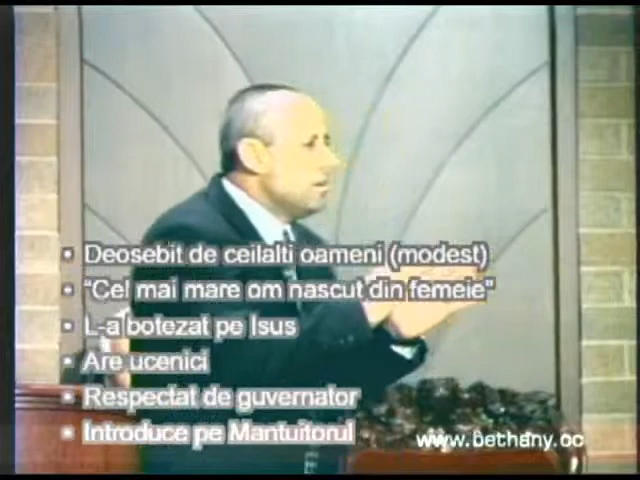 • Deosebit de ceilalti oameni (modest)
• "Cel mai mare om nascut din femeie"
• L-a botezat pe Isus
• Are ucenici
• Respectat de guvernator
• Introduce pe Mantuitorul
www.bethany.oc